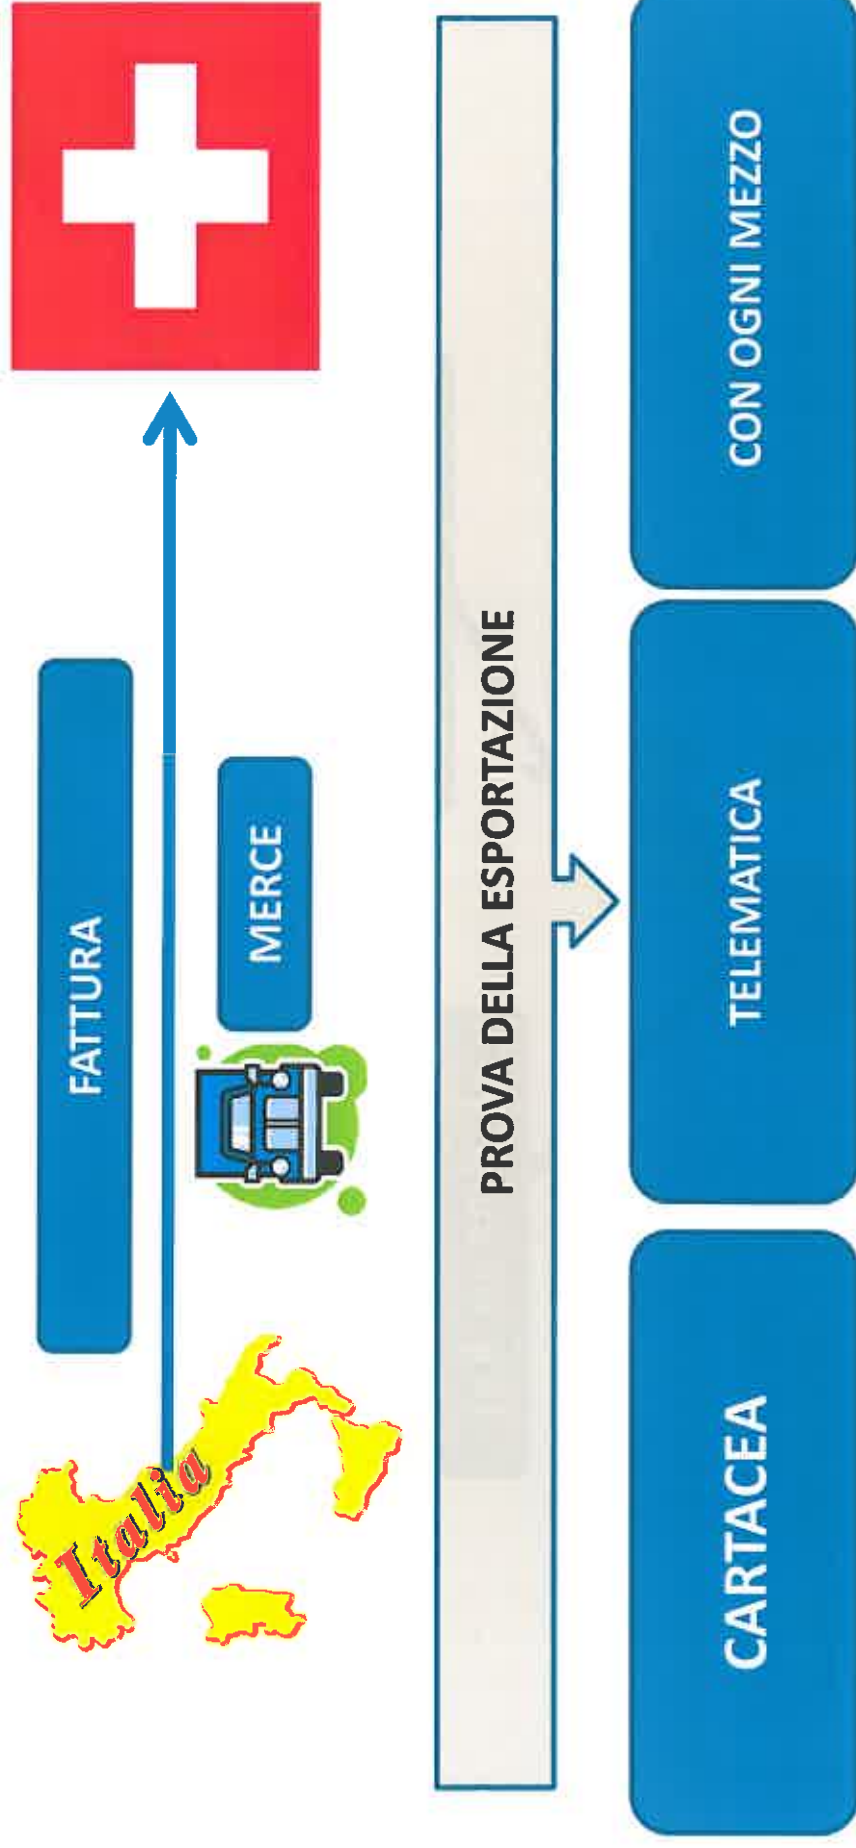 FATTURA
Italia
MERCE
PROVA DELLA ESPORTAZIONE
CARTACEA
TELEMATICA
CON OGNI MEZZO